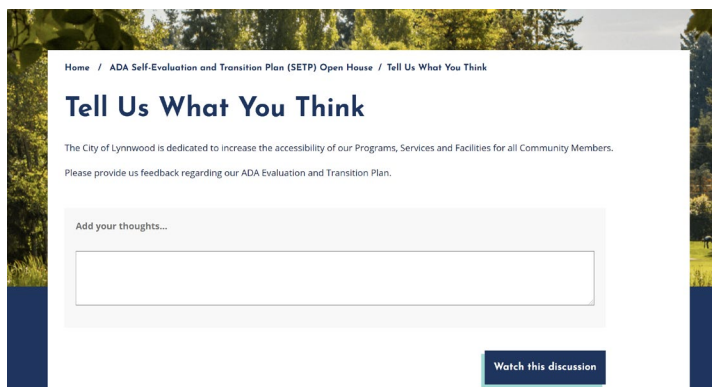 Home / ADA Self-Evaluation and Transition Plan (SETP) Open House / Tell Us What You Think
Tell Us What You Think
The City of Lynnwood is dedicated to increase the accessibility of our Programs, Services and Facilities for all Community Members.
Please provide us feedback regarding our ADA Evaluation and Transition Plan.
Add your thoughts...
Watch this discussion